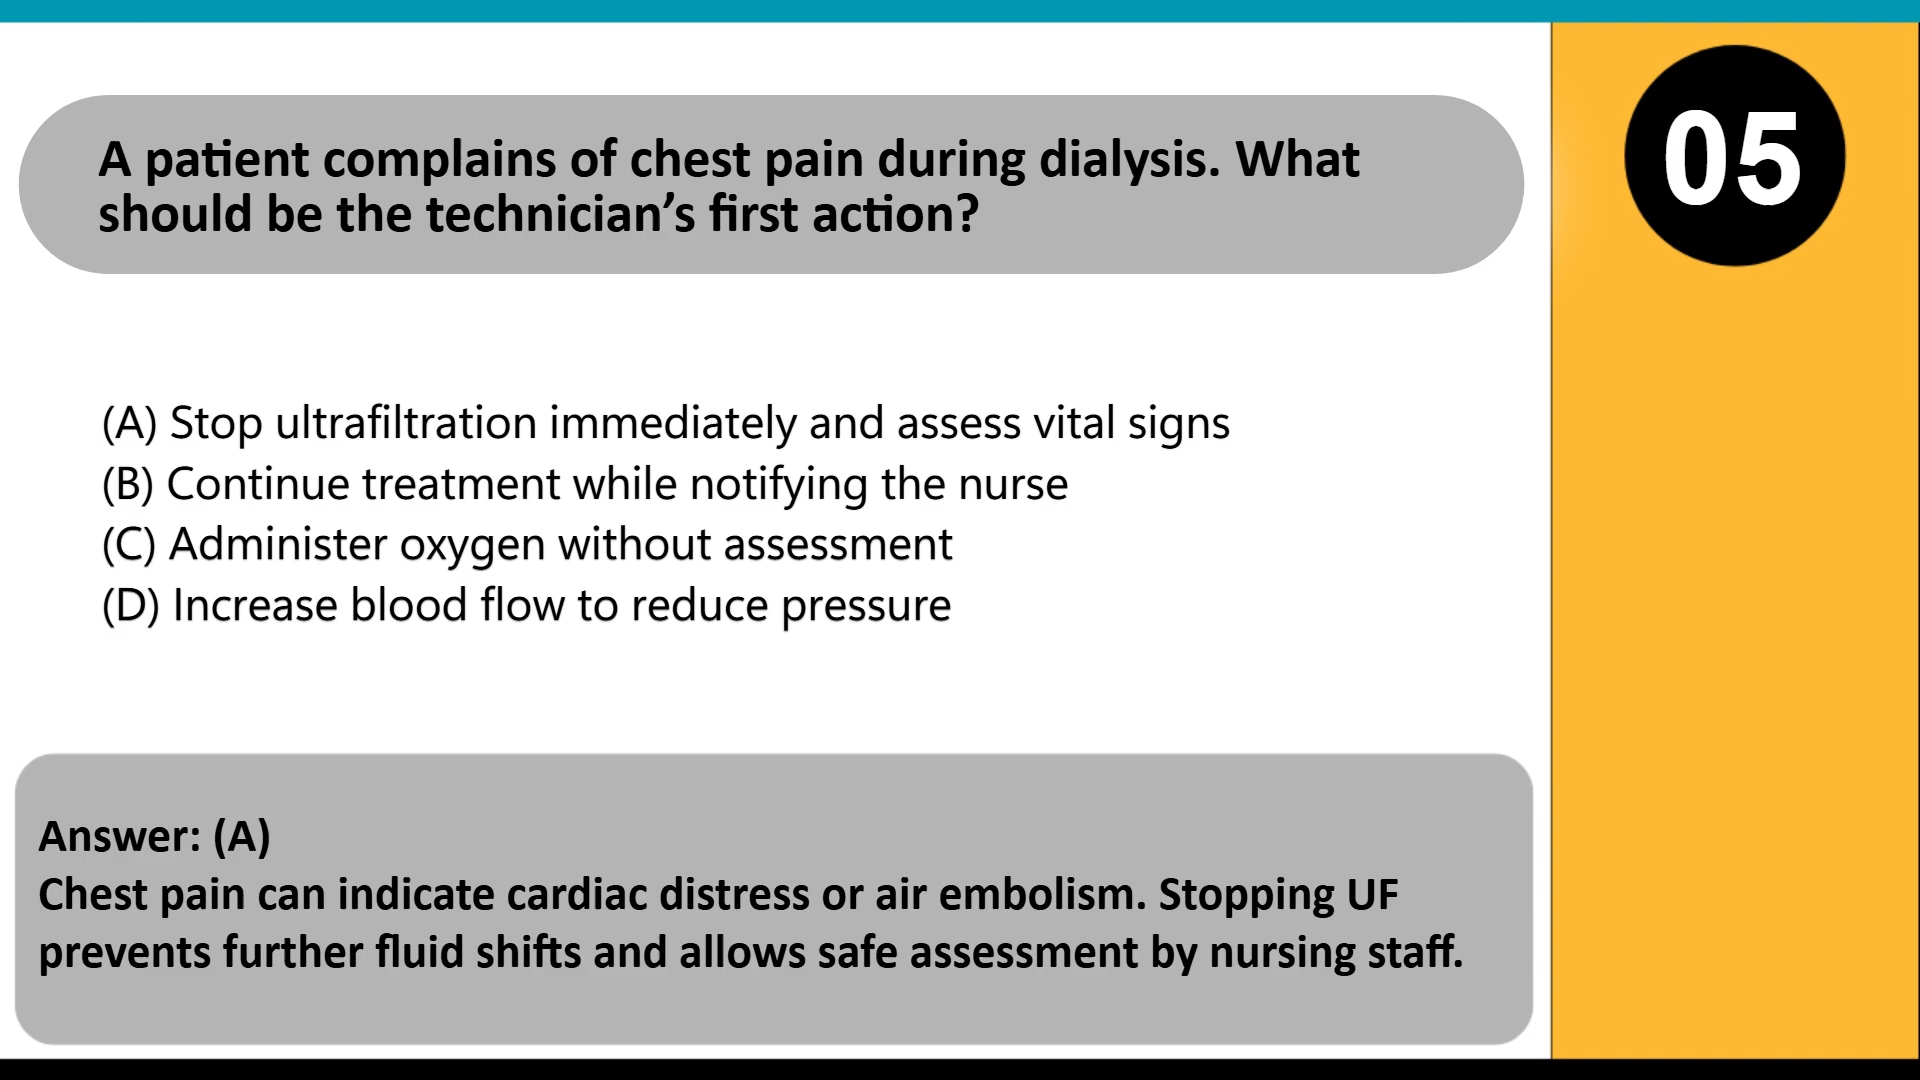 05
A patient complains of chest pain during dialysis. What
should be the technician’s first action?
(A) Stop ultrafiltration immediately and assess vital signs
(B) Continue treatment while notifying the nurse
(C) Administer oxygen without assessment
(D) Increase blood flow to reduce pressure
Answer: (A)
Chest pain can indicate cardiac distress or air embolism. Stopping UF
prevents further fluid shifts and allows safe assessment by nursing staff.